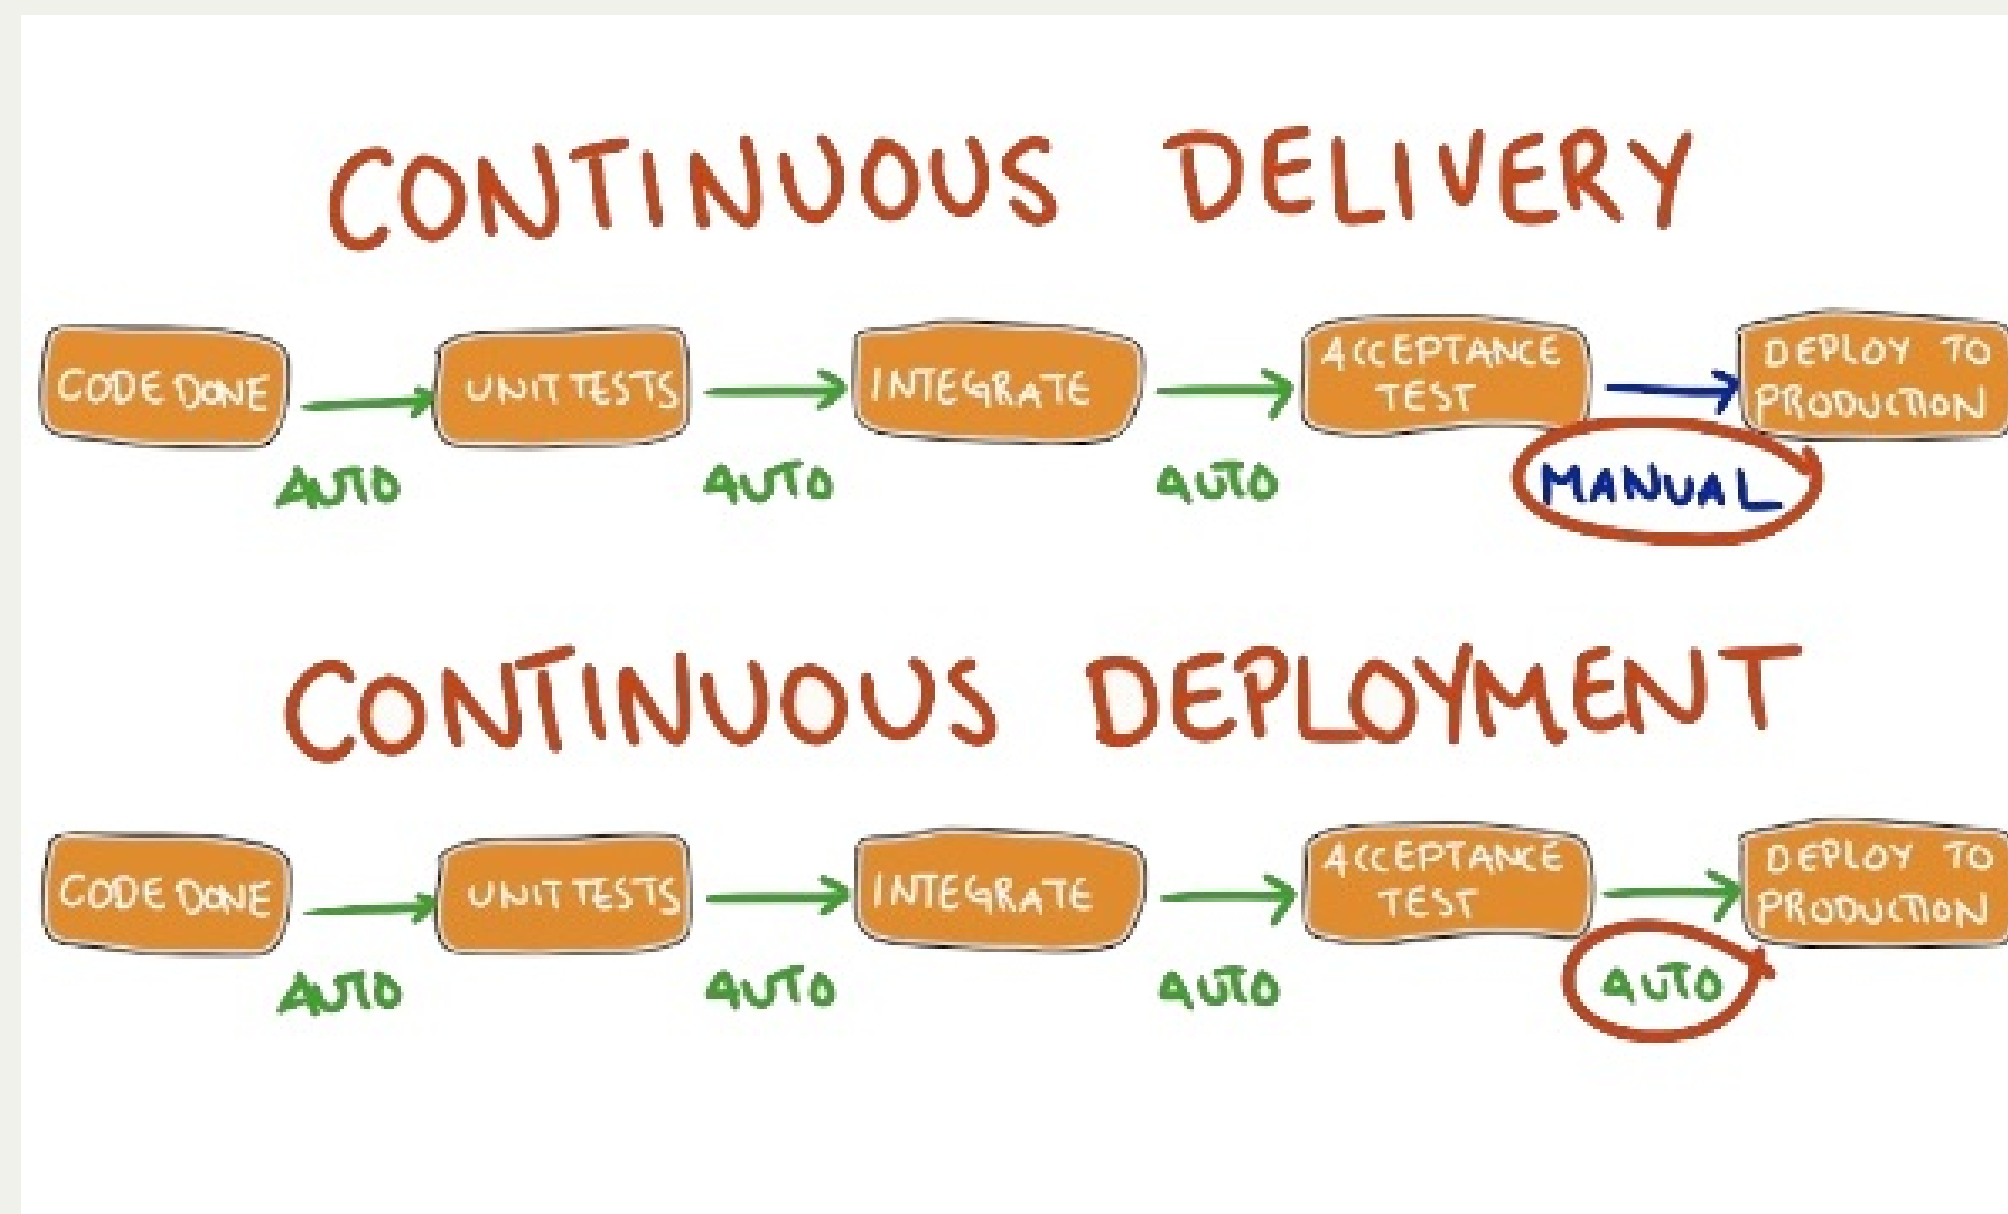 CONTINUOUS DELIVERY
CODE DONE
UNIT TESTS
INTEGRATE
ACCEPTANCE
TEST
DEPLOY TO
PRODUCTION
AUTO
AUTO
AUTO
MANUAL
CONTINUOUS DEPLOYMENT
CODE DONE
UNIT TESTS
INTEGRATE
ACCEPTANCE
TEST
DEPLOY TO
PRODUCTION
AUTO
AUTO
AUTO
AUTO